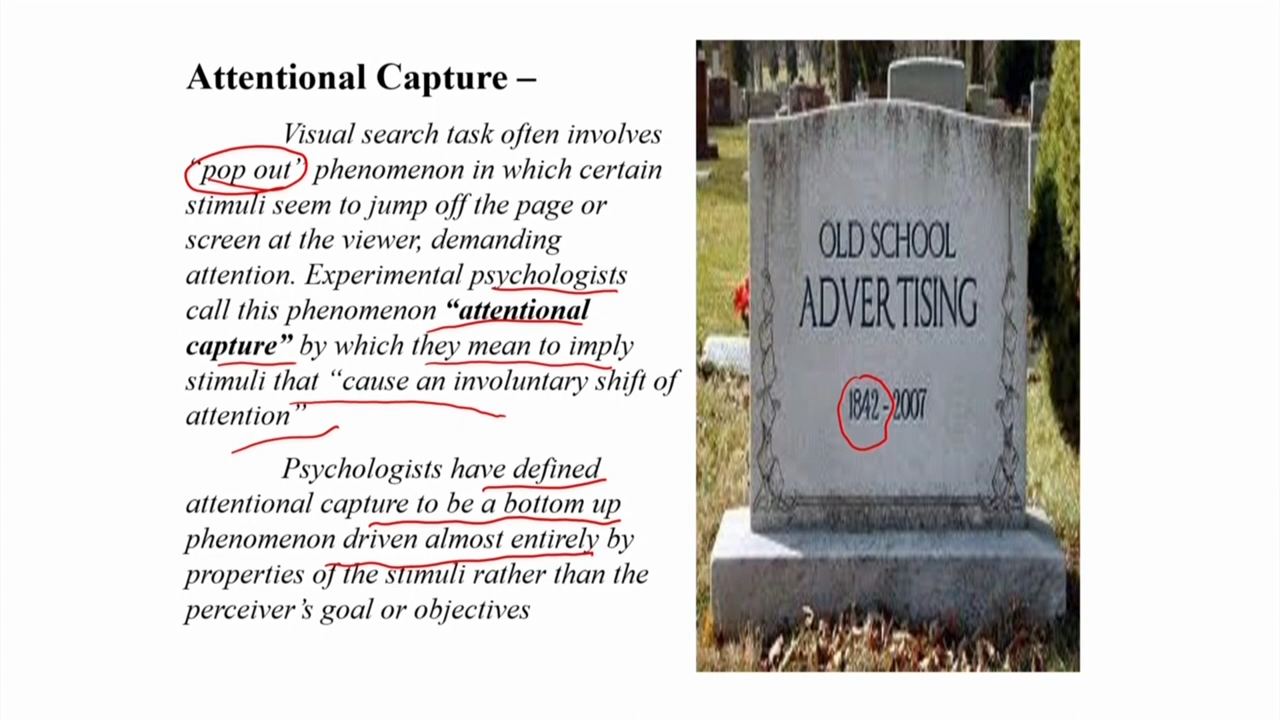 Attentional Capture –
Visual search task often involves
“pop out” phenomenon in which certain
stimuli seem to jump off the page or
screen at the viewer, demanding
attention. Experimental psychologists
call this phenomenon “attentional
capture” by which they mean to imply
stimuli that “cause an involuntary shift of
attention”
Psychologists have defined
attentional capture to be a bottom up
phenomenon driven almost entirely by
properties of the stimuli rather than the
perceiver’s goal or objectives
OLD SCHOOL
ADVERTISING
1842 - 2007